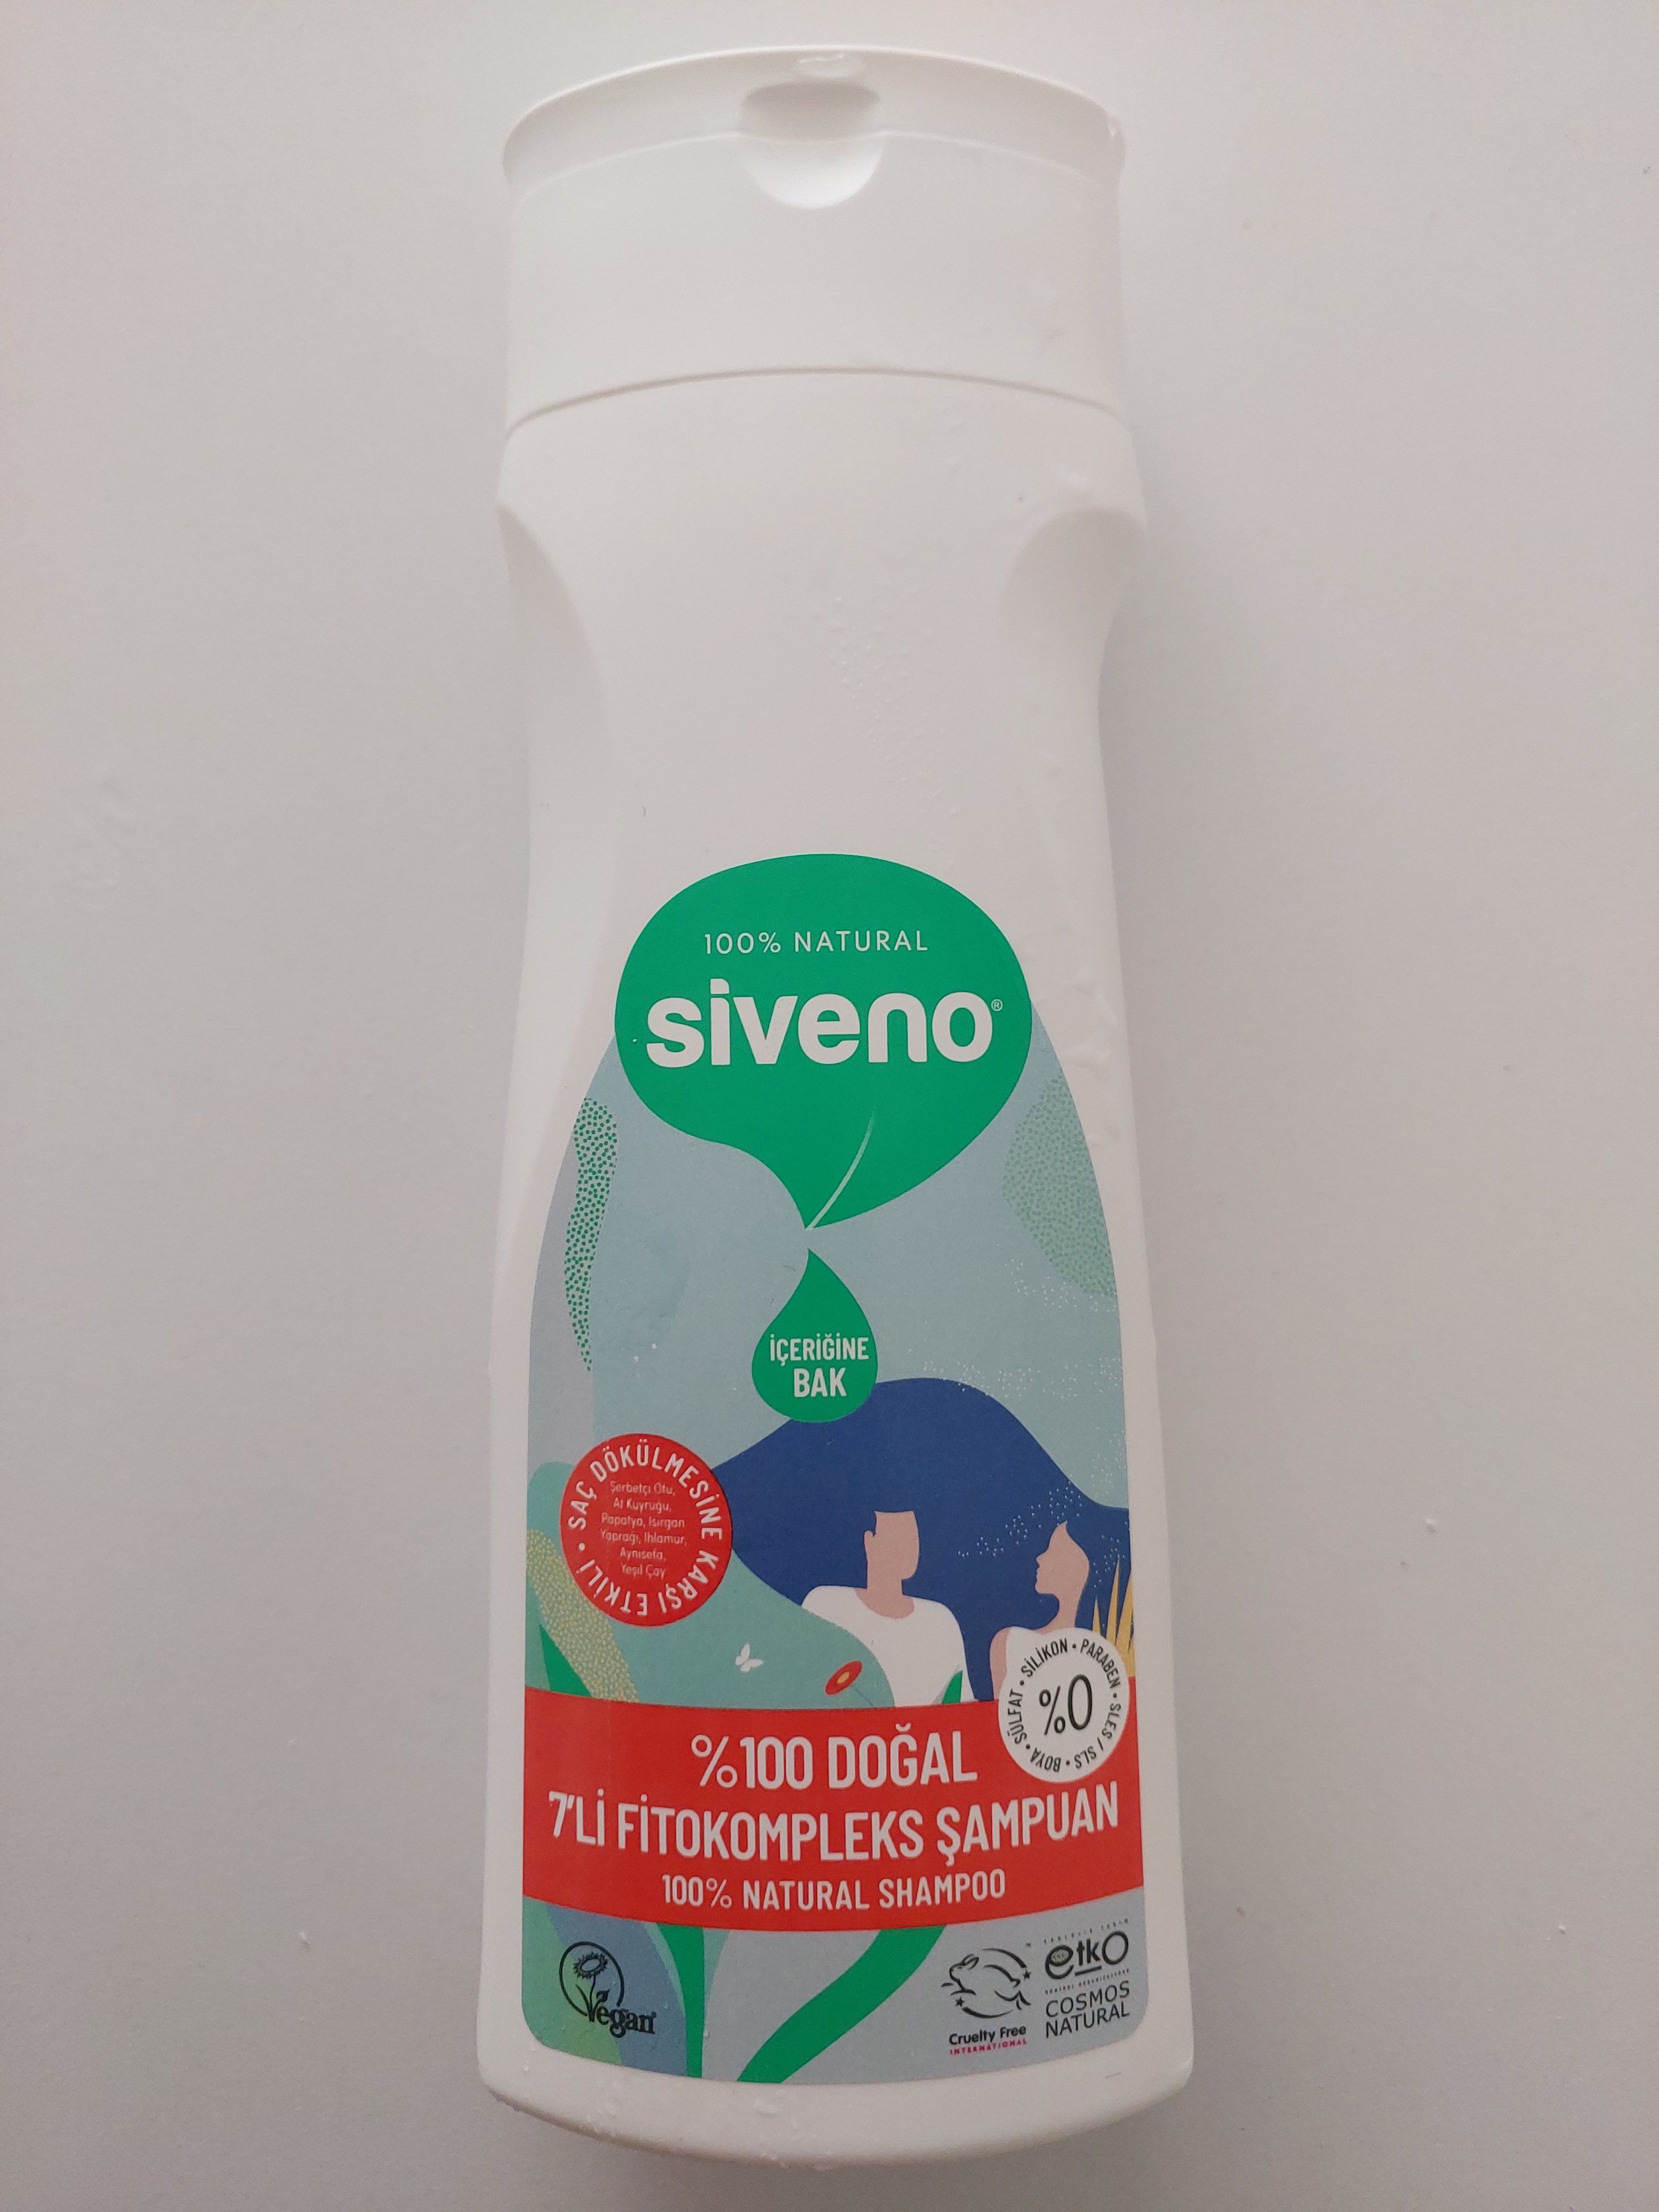 100% NATURAL
siveno®
İÇERİĞİNE
BAK
• SAÇ DÖKÜLMESİNE KARŞI ETKİLİ
Şerbetçi Otu,
At Kuyruğu,
Papatya, Isırgan
Yaprağı, Ihlamur,
Aynısefa,
Yeşil Çay
SÜLFAT • SİLİKON • PARABEN • SLES / SLS • BOYA •
%0
%100 DOĞAL
7'Lİ FİTOKOMPLEKS ŞAMPUAN
100% NATURAL SHAMPOO
Vegan
Cruelty Free
INTERNATIONAL
etko
COSMOS
NATURAL